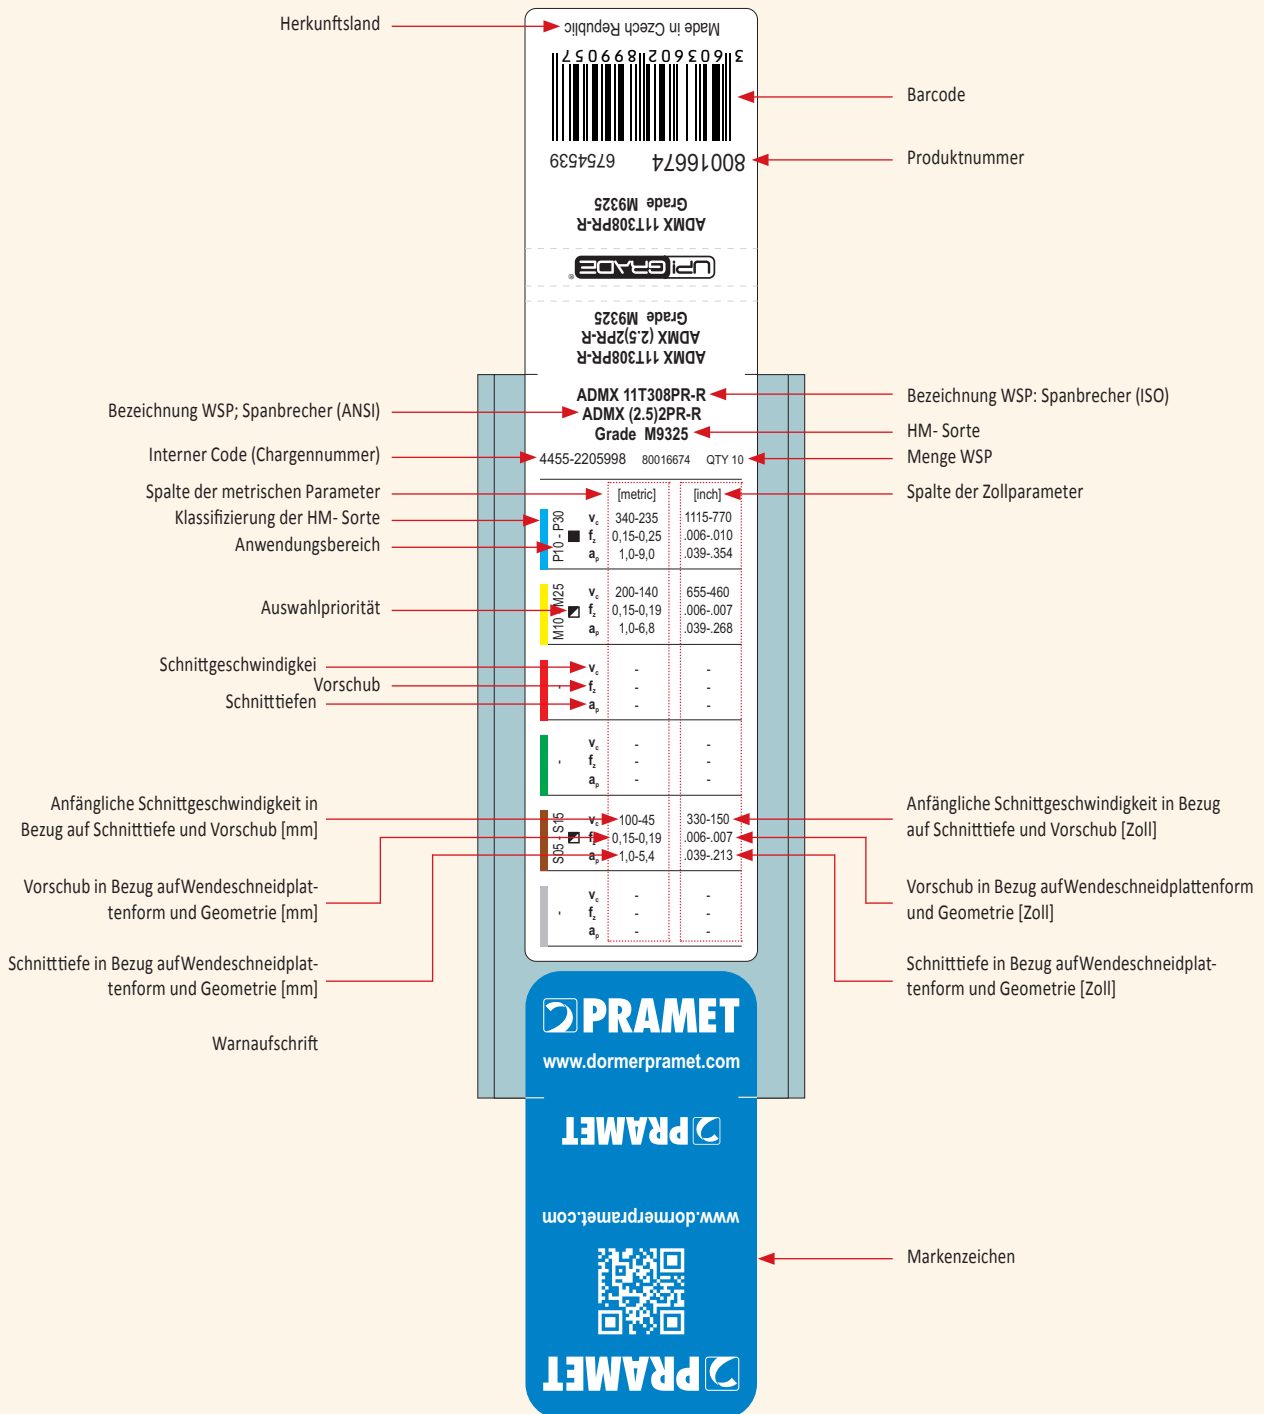 Herkunftsland
Made in Czech Republic
3 603602 899057
Barcode
80016674 6754539
Produktnummer
ADMX 11T308PR-R
Grade M9325
UP!GRADE®
ADMX 11T308PR-R
ADMX (2.5)2PR-R
Grade M9325
ADMX 11T308PR-R
Bezeichnung WSP: Spanbrecher (ISO)
Bezeichnung WSP; Spanbrecher (ANSI)
ADMX (2.5)2PR-R
Grade M9325
HM- Sorte
Interner Code (Chargennummer)
4455-2205998 80016674 QTY 10
Menge WSP
Spalte der metrischen Parameter
[metric] [inch]
Spalte der Zollparameter
Klassifizierung der HM- Sorte
Anwendungsbereich
P10 - P30
vc 340-235 1115-770
fz 0,15-0,25 .006-.010
ap 1,0-9,0 .039-.354
Auswahlpriorität
M10 - M25
vc 200-140 655-460
fz 0,15-0,19 .006-.007
ap 1,0-6,8 .039-.268
Schnittgeschwindigkei
Vorschub
Schnitttiefen
-
vc - -
fz - -
ap - -
-
vc - -
fz - -
ap - -
Anfängliche Schnittgeschwindigkeit in
Bezug auf Schnitttiefe und Vorschub [mm]
S05 - S15
vc 100-45 330-150
fz 0,15-0,19 .006-.007
ap 1,0-5,4 .039-.213
Anfängliche Schnittgeschwindigkeit in Bezug
auf Schnitttiefe und Vorschub [Zoll]
Vorschub in Bezug aufWendeschneidplat-
tenform und Geometrie [mm]
-
vc - -
fz - -
ap - -
Vorschub in Bezug aufWendeschneidplattenform
und Geometrie [Zoll]
Schnitttiefe in Bezug aufWendeschneidplat-
tenform und Geometrie [mm]
Schnitttiefe in Bezug aufWendeschneidplat-
tenform und Geometrie [Zoll]
PRAMET
Warnaufschrift
www.dormerpramet.com
PRAMET
www.dormerpramet.com
Markenzeichen
PRAMET